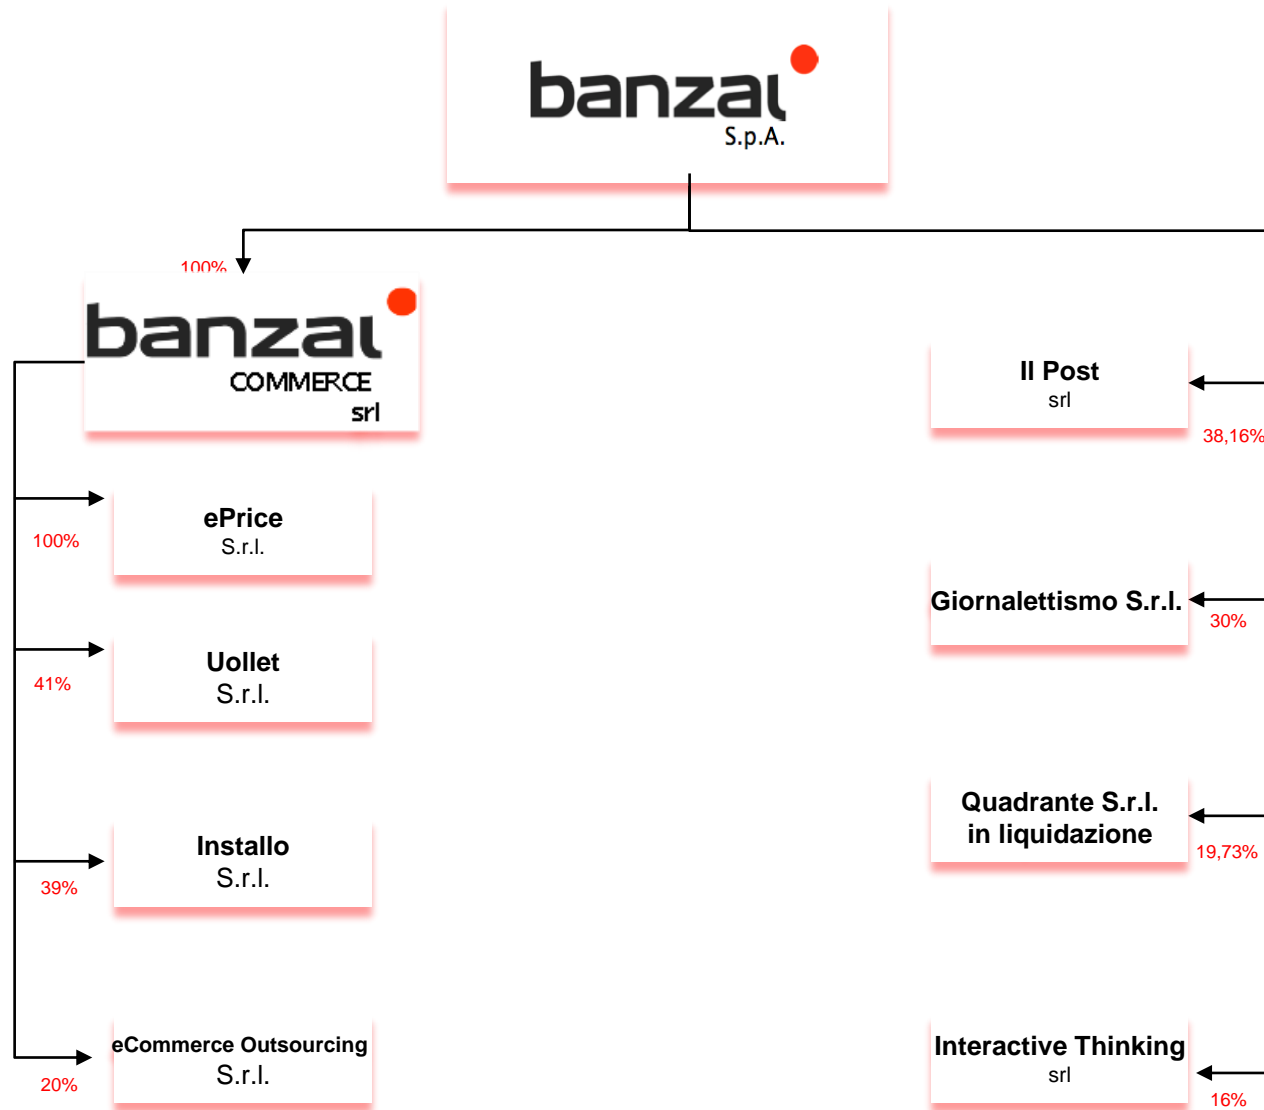 banzai
S.p.A.
100%
banzai
COMMERCE
srl
Il Post
srl
38,16%
ePrice
S.r.l.
100%
Giornalettismo S.r.l.
30%
Uollet
S.r.l.
41%
Quadrante S.r.l.
in liquidazione
19,73%
Installo
S.r.l.
39%
eCommerce Outsourcing
S.r.l.
20%
Interactive Thinking
srl
16%